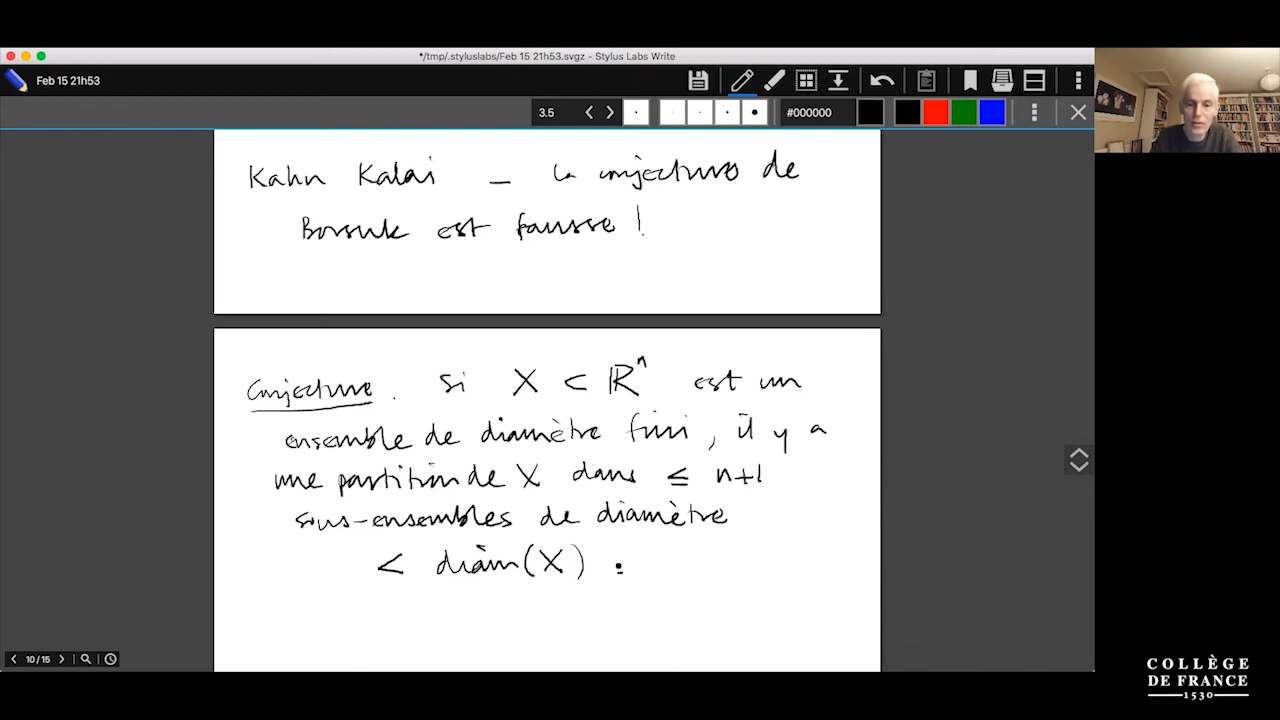 */tmp/.styluslabs/Feb 15 21h53.svgz - Stylus Labs Write
Feb 15 21h53
3.5
#000000
Kahn Kalai – la conjecture de
Borsuk est fausse !
Conjecture. Si X ⊂ ℝⁿ est un
ensemble de diamètre fini, il y a
une partition de X dans ≤ n+1
sous-ensembles de diamètre
< diam(X).
10/15
COLLÈGE
DE FRANCE
1530